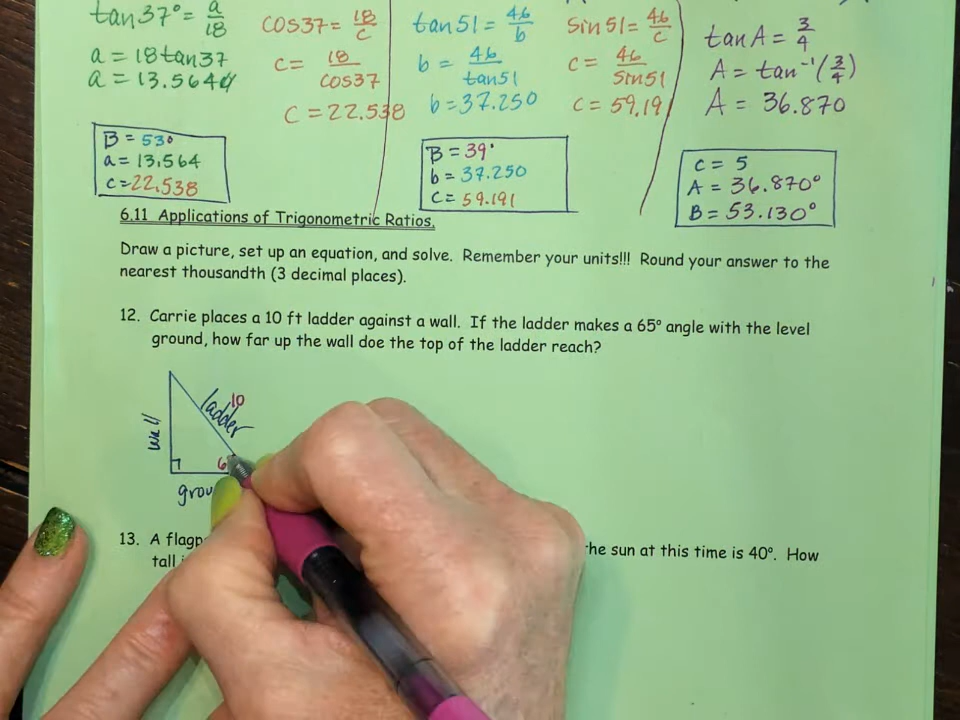 tan37° = a/18
a = 18tan37
a = 13.564
cos37 = 18/c
c = 18/cos37
c = 22.538
tan51 = 46/b
b = 46/tan51
b = 37.250
sin51 = 46/c
c = 46/sin51
c = 59.191
tanA = 3/4
A = tan⁻¹(3/4)
A = 36.870
B = 53°
a = 13.564
c = 22.538
B = 39°
b = 37.250
c = 59.191
c = 5
A = 36.870°
B = 53.130°
6.11 Applications of Trigonometric Ratios.
Draw a picture, set up an equation, and solve. Remember your units!!! Round your answer to the
nearest thousandth (3 decimal places).
12. Carrie places a 10 ft ladder against a wall. If the ladder makes a 65° angle with the level
ground, how far up the wall doe the top of the ladder reach?
10
ladder
wall
6
grou
13. A flagp the sun at this time is 40°. How
tall